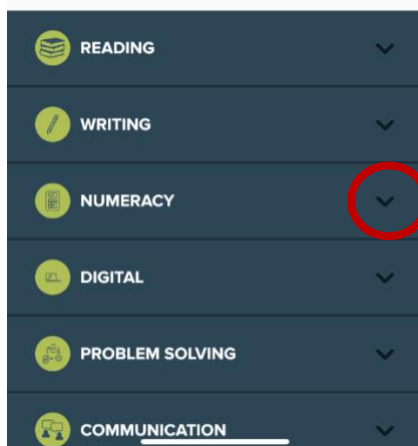 READING
WRITING
NUMERACY
DIGITAL
PROBLEM SOLVING
COMMUNICATION